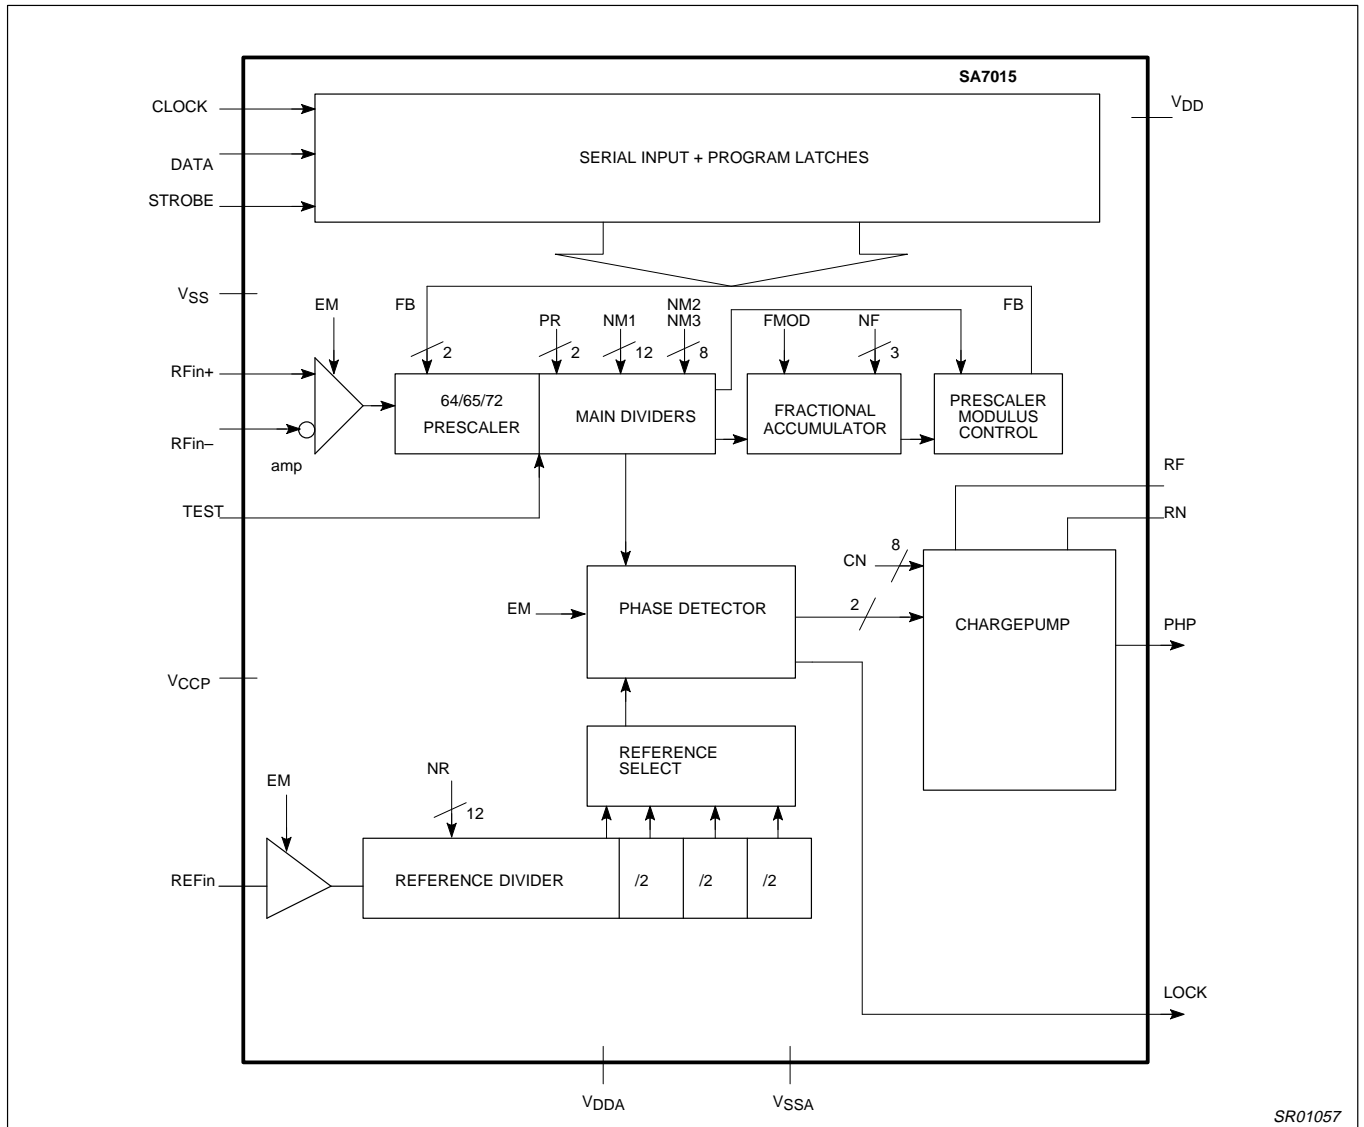 SA7015
CLOCK
VDD
DATA
SERIAL INPUT + PROGRAM LATCHES
STROBE
VSS
EM
FB
PR
NM1
NM2
NM3
FMOD
NF
FB
2
2
12
8
3
RFin+
RFin–
amp
64/65/72
PRESCALER
MAIN DIVIDERS
FRACTIONAL
ACCUMULATOR
PRESCALER
MODULUS
CONTROL
RF
TEST
RN
8
CN
EM
PHASE DETECTOR
2
CHARGEPUMP
PHP
VCCP
REFERENCE
SELECT
EM
NR
12
REFin
REFERENCE DIVIDER
/2
/2
/2
LOCK
VDDA
VSSA
SR01057